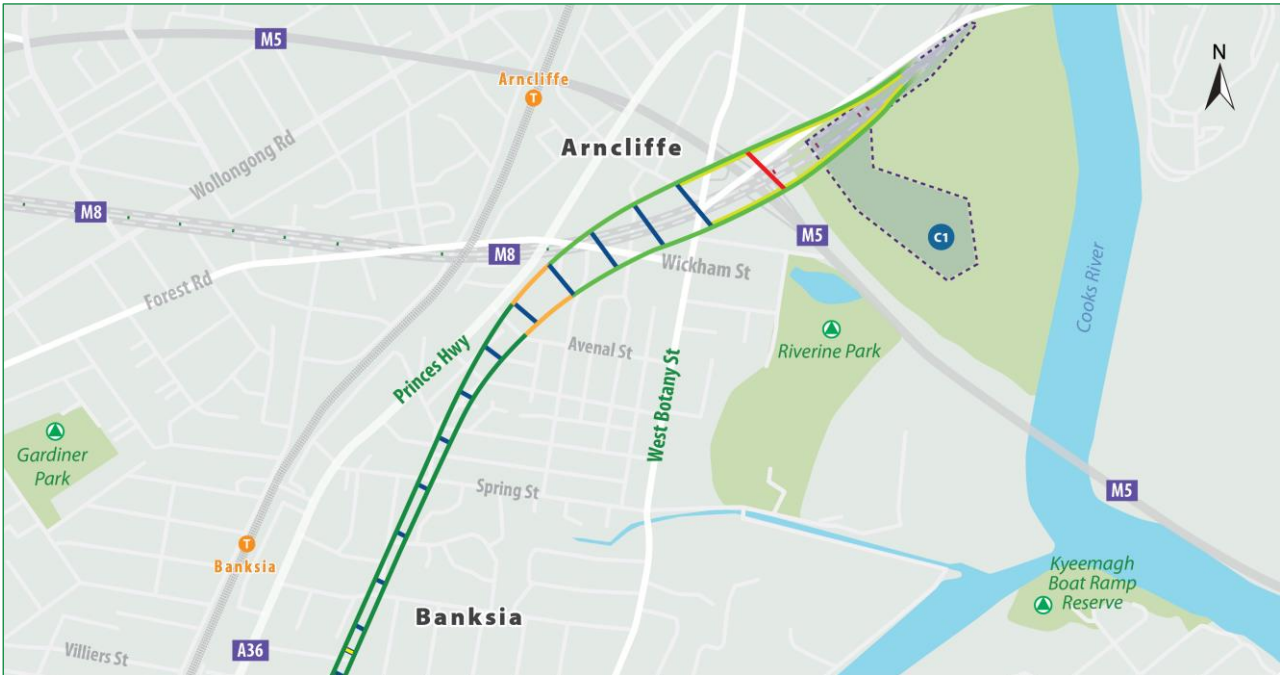 M5
N
Arncliffe
T
Arncliffe
Wollongong Rd
M8
C1
M5
M8
Wickham St
Forest Rd
Cooks River
Princes Hwy
Avenal St
Riverine Park
West Botany St
Gardiner
Park
Spring St
M5
T
Banksia
Kyeemagh
Boat Ramp
Reserve
Banksia
A36
Villiers St